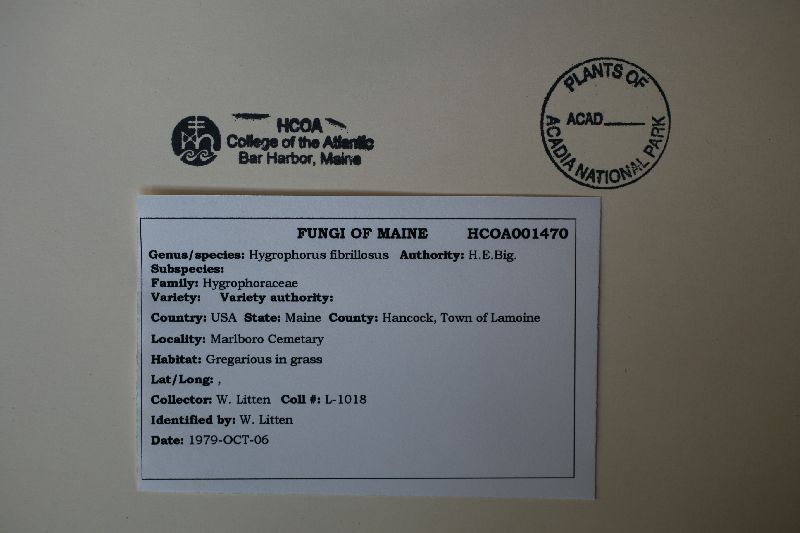 HCOA
College of the Atlantic
Bar Harbor, Maine
PLANTS OF
ACAD____
ACADIA NATIONAL PARK
FUNGI OF MAINE HCOA001470
Genus/species: Hygrophorus fibrillosus Authority: H.E.Big.
Subspecies:
Family: Hygrophoraceae
Variety: Variety authority:
Country: USA State: Maine County: Hancock, Town of Lamoine
Locality: Marlboro Cemetary
Habitat: Gregarious in grass
Lat/Long: ,
Collector: W. Litten Coll #: L-1018
Identified by: W. Litten
Date: 1979-OCT-06